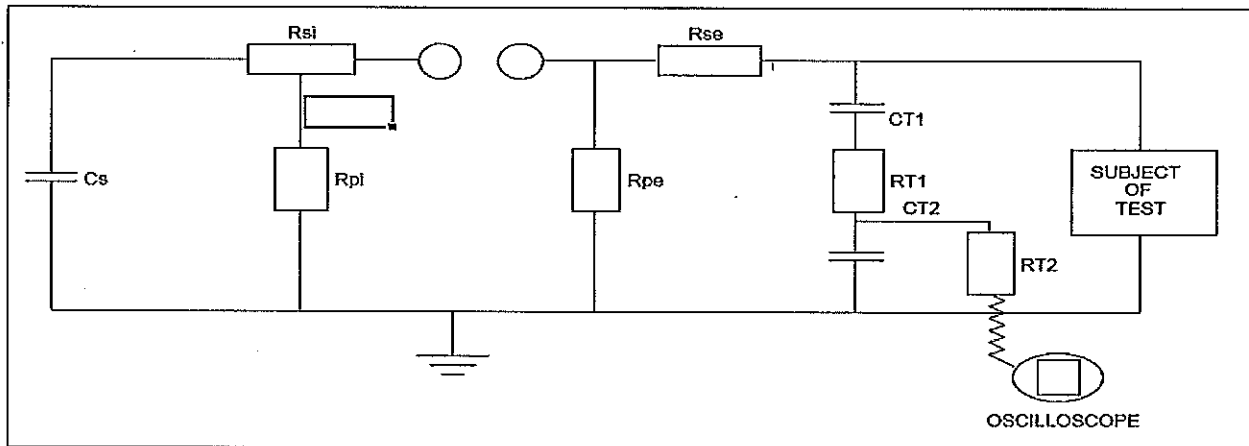 Rsi
Rse
CT1
Cs
Rpi
Rpe
RT1
SUBJECT
OF
TEST
CT2
RT2
OSCILLOSCOPE